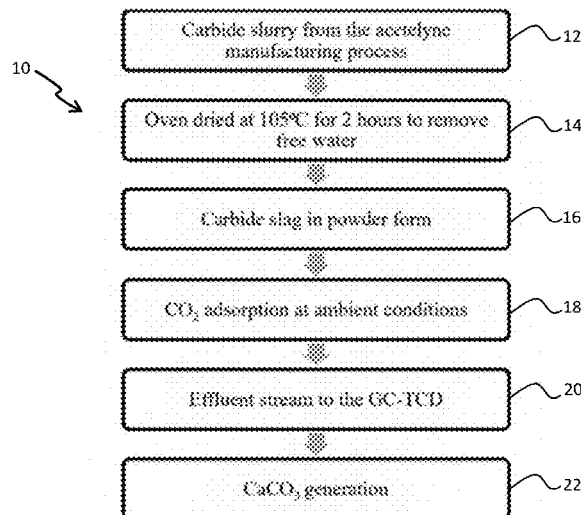 Carbide slurry from the acetelyne
manufacturing process
12
10
Oven dried at 105ºC for 2 hours to remove
free water
14
Carbide slag in powder form
16
CO₂ adsorption at ambient conditions
18
Effluent stream to the GC-TCD
20
CaCO₃ generation
22